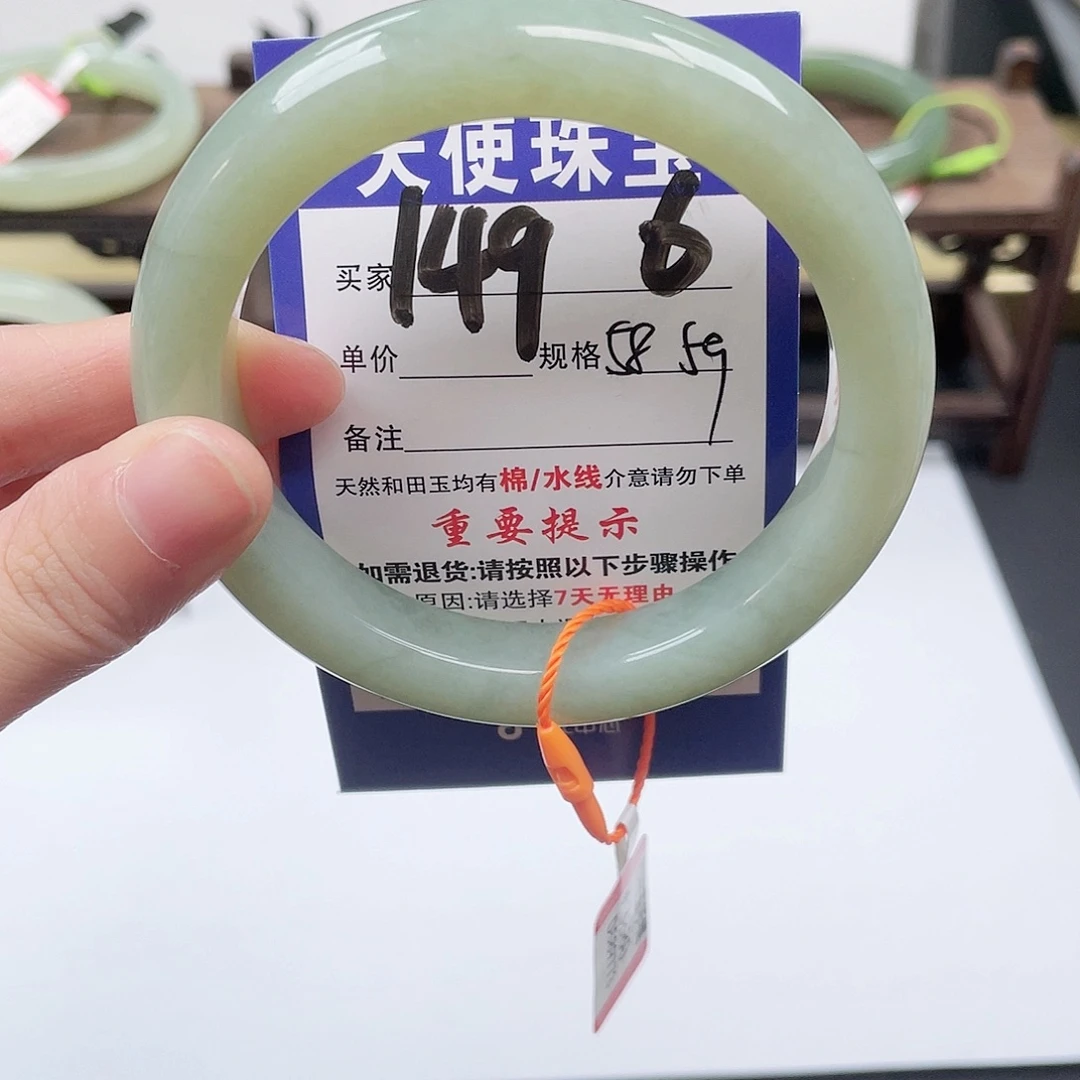 天使珠宝
买家 149 6
单价 规格 58 59
备注
天然和田玉均有棉/水线介意请勿下单
重要提示
如需退货:请按照以下步骤操作
原因:请选择7天无理由